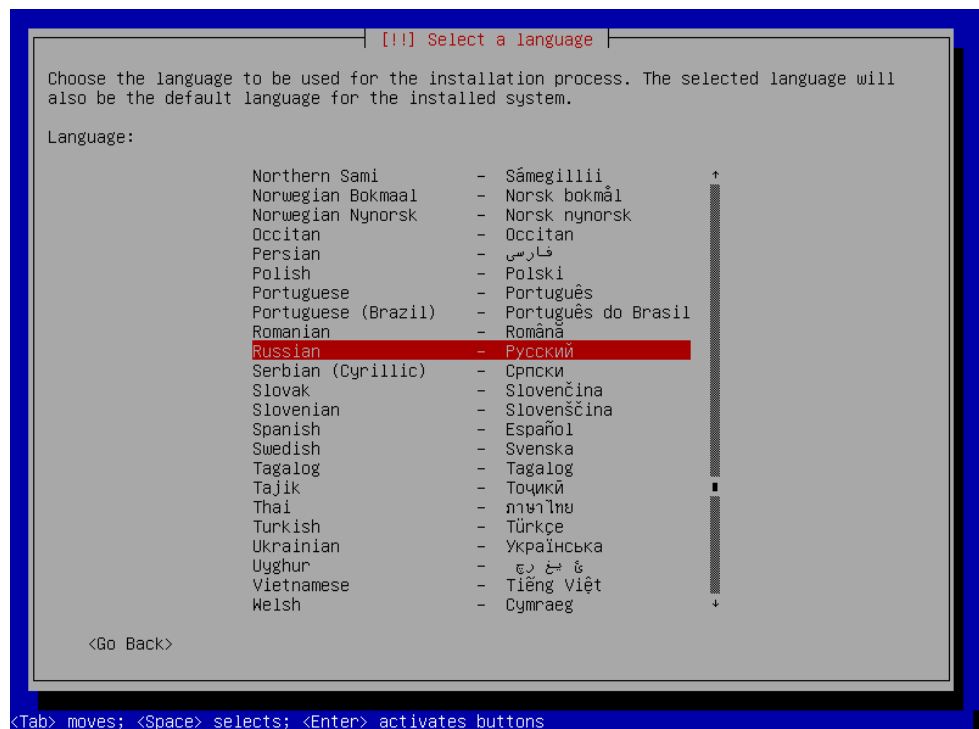 [!!] Select a language
Choose the language to be used for the installation process. The selected language will
also be the default language for the installed system.
Language:
Northern Sami - Sámegillii
Norwegian Bokmaal - Norsk bokmål
Norwegian Nynorsk - Norsk nynorsk
Occitan - Occitan
Persian - فارسی
Polish - Polski
Portuguese - Português
Portuguese (Brazil) - Português do Brasil
Romanian - Română
Russian - Русский
Serbian (Cyrillic) - Српски
Slovak - Slovenčina
Slovenian - Slovenščina
Spanish - Español
Swedish - Svenska
Tagalog - Tagalog
Tajik - Тоҷикӣ
Thai - ภาษาไทย
Turkish - Türkçe
Ukrainian - Українська
Uyghur -
Vietnamese - Tiếng Việt
Welsh - Cymraeg
<Go Back>
<Tab> moves; <Space> selects; <Enter> activates buttons